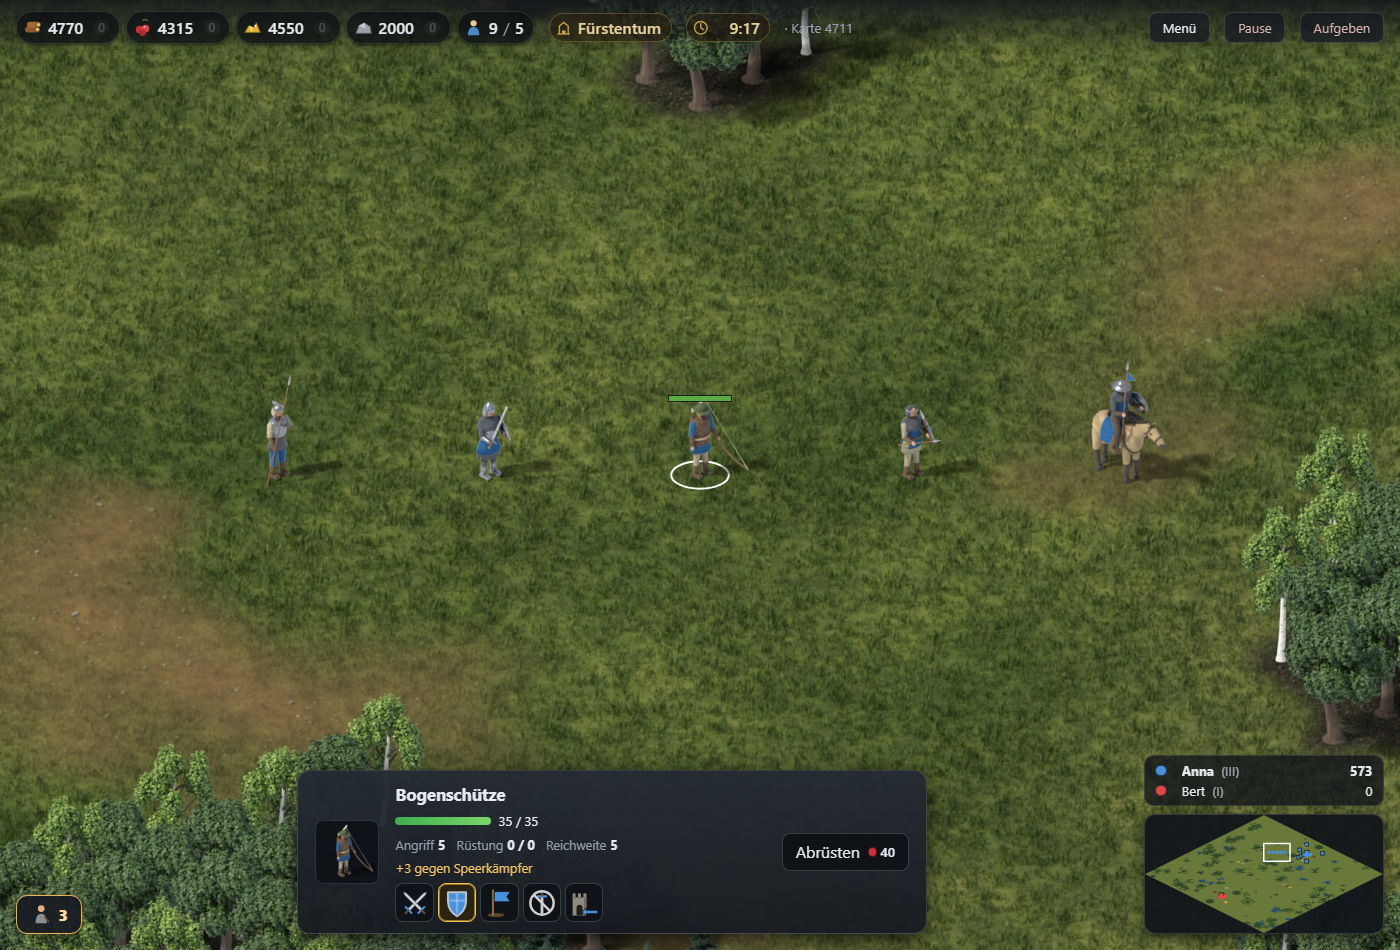 4770 0 4315 0 4550 0 2000 0 9 / 5 Fürstentum 9:17 · Karte 4711 Menü Pause Aufgeben
Bogenschütze
35 / 35
Angriff 5 Rüstung 0 / 0 Reichweite 5
+3 gegen Speerkämpfer
Abrüsten 40
3
Anna (III) 573
Bert (I) 0